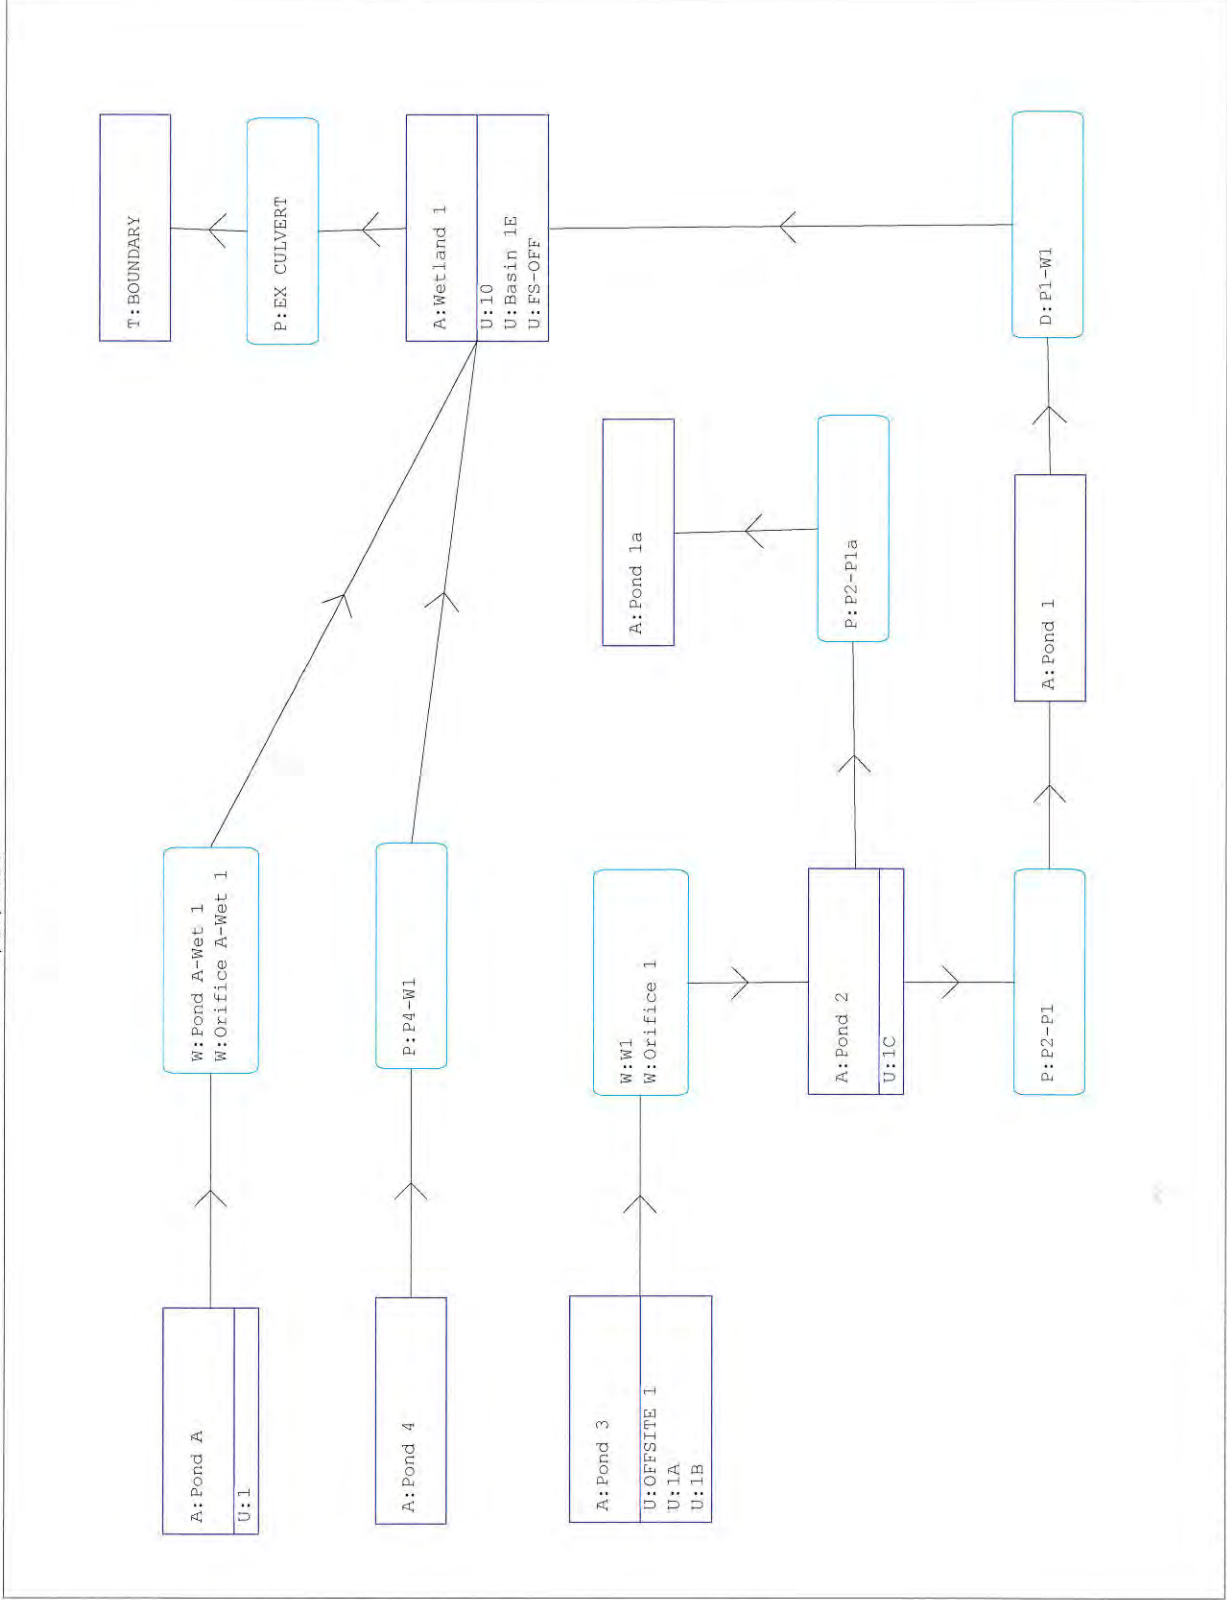 A:Pond A
U:1
W:Pond A-Wet 1
W:Orifice A-Wet 1
T:BOUNDARY
P:EX CULVERT
A:Pond 4
P:P4-W1
A:Wetland 1
U:10
U:Basin 1E
U:FS-OFF
A:Pond 3
U:OFFSITE 1
U:1A
U:1B
W:W1
W:Orifice 1
A:Pond 1a
A:Pond 2
U:1C
P:P2-P1a
P:P2-P1
A:Pond 1
D:P1-W1